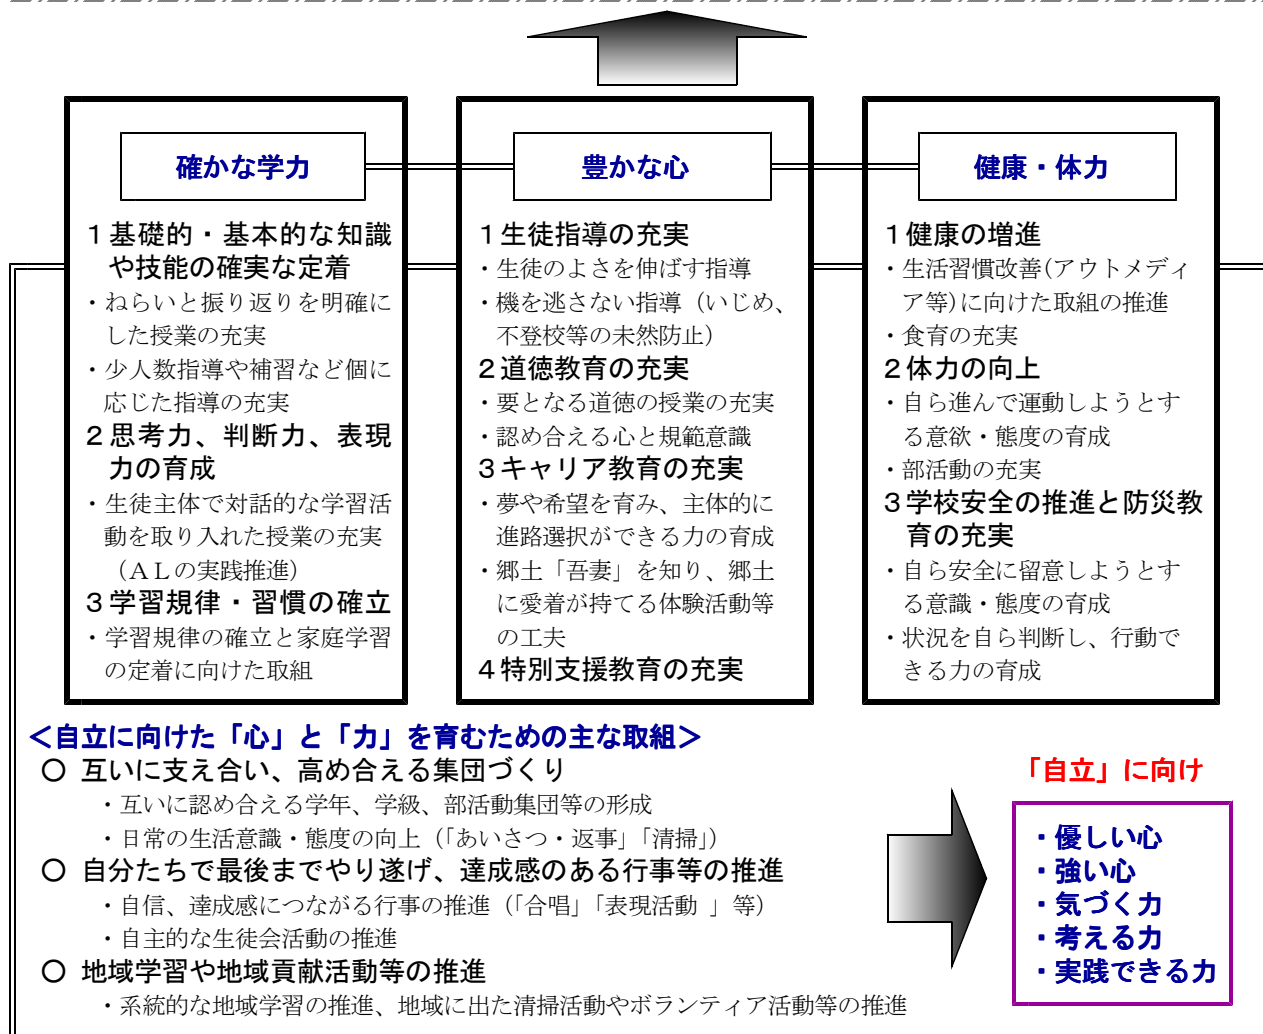 確かな学力
1基礎的・基本的な知識
や技能の確実な定着
・ねらいと振り返りを明確に
した授業の充実
・少人数指導や補習など個に
応じた指導の充実
2思考力、判断力、表現
力の育成
・生徒主体で対話的な学習活
動を取り入れた授業の充実
（ＡＬの実践推進）
3学習規律・習慣の確立
・学習規律の確立と家庭学習
の定着に向けた取組
豊かな心
1生徒指導の充実
・生徒のよさを伸ばす指導
・機を逃さない指導（いじめ、
不登校等の未然防止）
2道徳教育の充実
・要となる道徳の授業の充実
・認め合える心と規範意識
3キャリア教育の充実
・夢や希望を育み、主体的に
進路選択ができる力の育成
・郷土「吾妻」を知り、郷土
に愛着が持てる体験活動等
の工夫
4特別支援教育の充実
健康・体力
1健康の増進
・生活習慣改善(アウトメディ
ア等)に向けた取組の推進
・食育の充実
2体力の向上
・自ら進んで運動しようとす
る意欲・態度の育成
・部活動の充実
3学校安全の推進と防災教
育の充実
・自ら安全に留意しようとす
る意識・態度の育成
・状況を自ら判断し、行動で
きる力の育成
＜自立に向けた「心」と「力」を育むための主な取組＞
○ 互いに支え合い、高め合える集団づくり
・互いに認め合える学年、学級、部活動集団等の形成
・日常の生活意識・態度の向上（「あいさつ・返事」「清掃」）
○ 自分たちで最後までやり遂げ、達成感のある行事等の推進
・自信、達成感につながる行事の推進（「合唱」「表現活動 」等）
・自主的な生徒会活動の推進
○ 地域学習や地域貢献活動等の推進
・系統的な地域学習の推進、地域に出た清掃活動やボランティア活動等の推進
「自立」に向け
・優しい心
・強い心
・気づく力
・考える力
・実践できる力